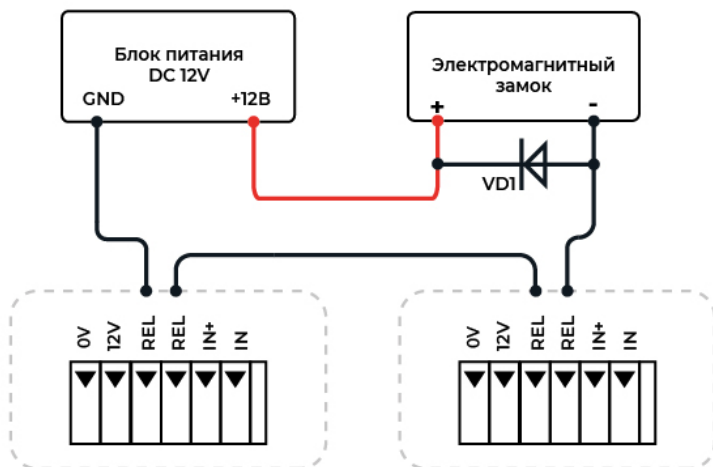 Блок питания
DC 12V
GND +12В
Электромагнитный
замок
+ -
VD1
0V 12V REL REL IN+ IN
0V 12V REL REL IN+ IN